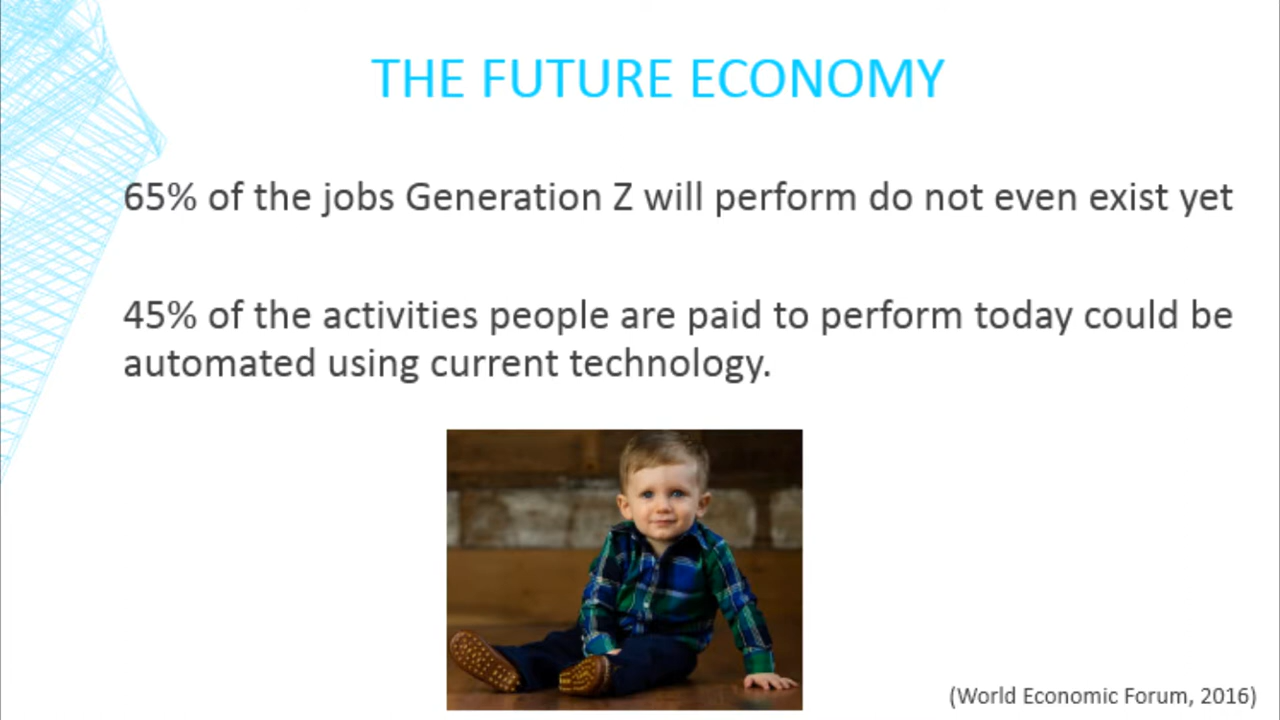 THE FUTURE ECONOMY
65% of the jobs Generation Z will perform do not even exist yet
45% of the activities people are paid to perform today could be
automated using current technology.
(World Economic Forum, 2016)